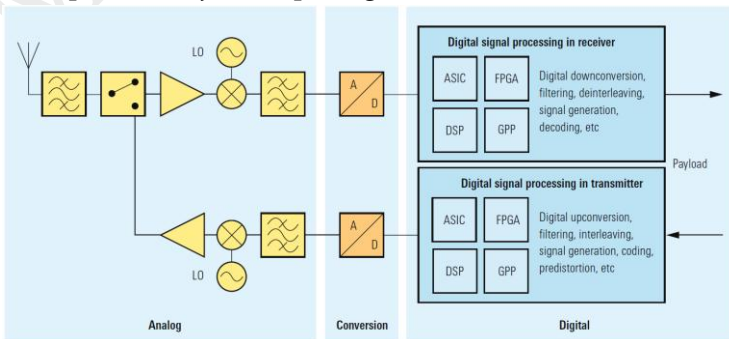 LO
A
D
Digital signal processing in receiver
ASIC
FPGA
DSP
GPP
Digital downconversion,
filtering, deinterleaving,
signal generation,
decoding, etc
Payload
LO
A
D
Digital signal processing in transmitter
ASIC
FPGA
DSP
GPP
Digital upconversion,
filtering, interleaving,
signal generation, coding,
predistortion, etc
Analog
Conversion
Digital